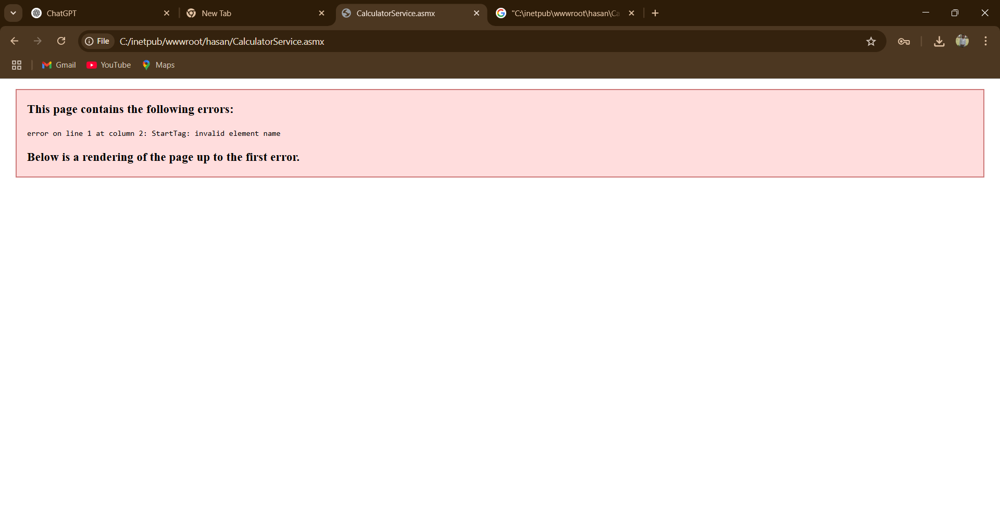 ChatGPT
New Tab
CalculatorService.asmx
"C:\inetpub\wwwroot\hasan\Ca
File
C:/inetpub/wwwroot/hasan/CalculatorService.asmx
Gmail
YouTube
Maps
This page contains the following errors:
error on line 1 at column 2: StartTag: invalid element name
Below is a rendering of the page up to the first error.